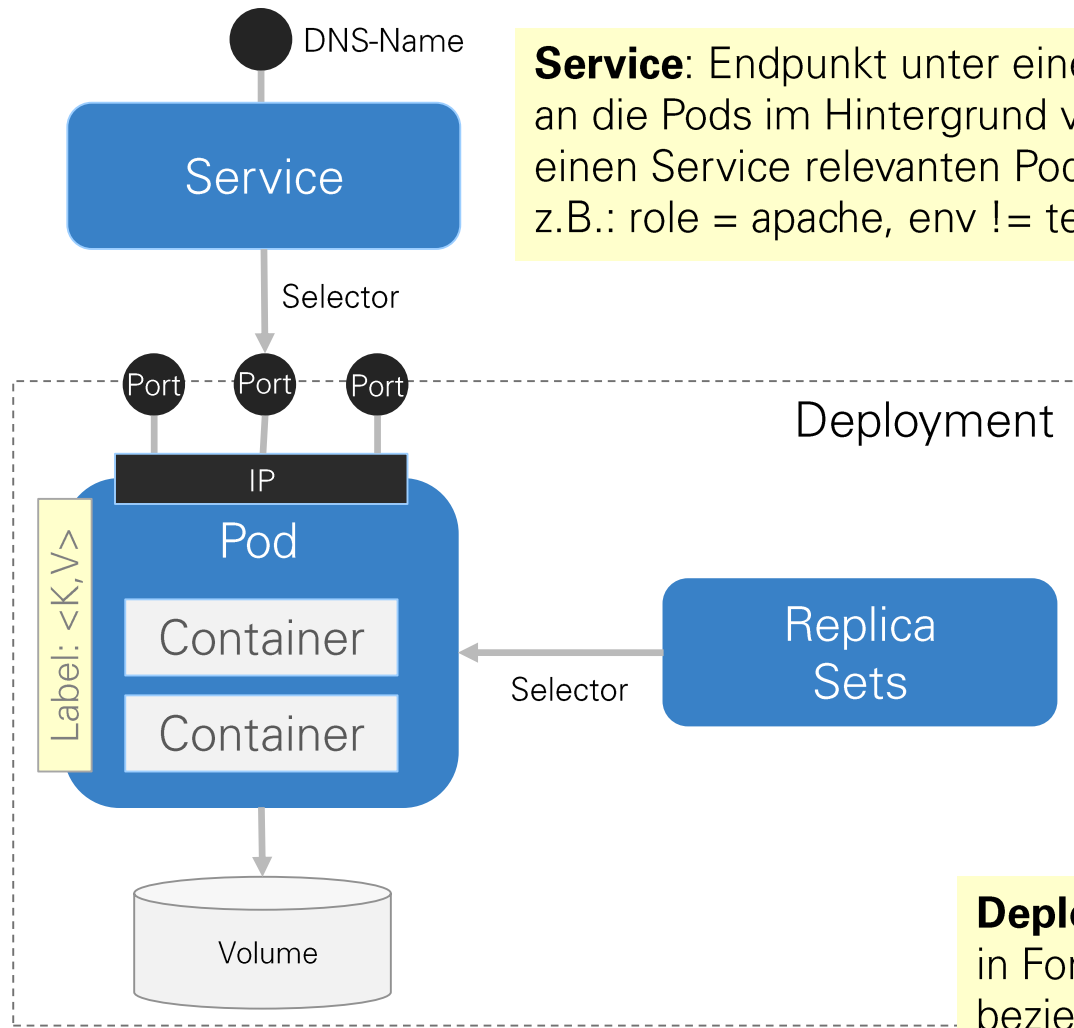 DNS-Name
Service: Endpunkt unter
an die Pods im Hintergrund
einen Service relevanten
z.B.: role = apache, env !=
Service
Selector
Port
Port
Port
Deployment
IP
Pod
Label: <K,V>
Container
Container
Selector
Replica
Sets
Volume
in